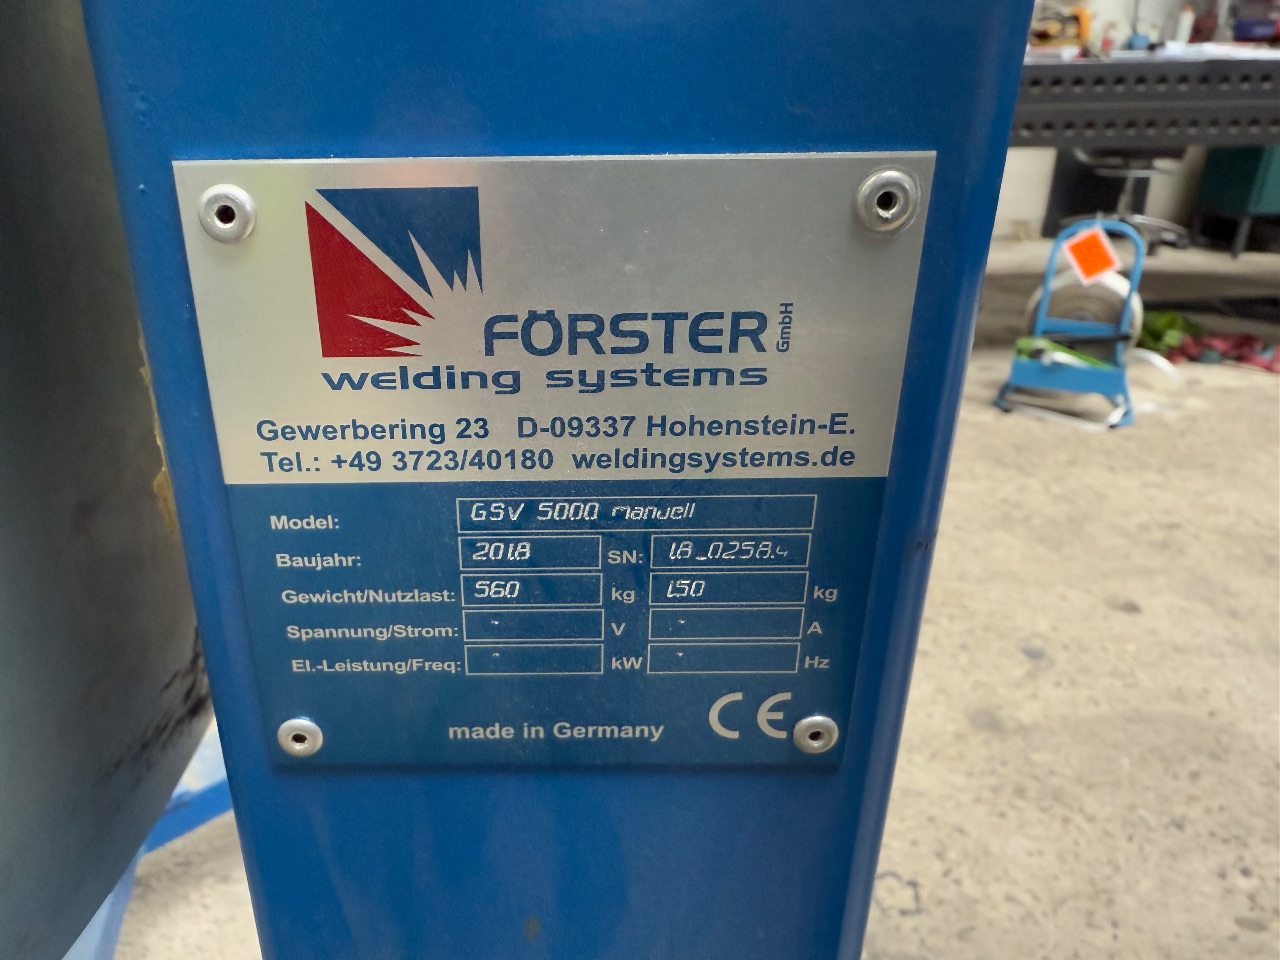 FÖRSTER GmbH
welding systems
Gewerbering 23 D-09337 Hohenstein-E.
Tel.: +49 3723/40180 weldingsystems.de
Model: GSV 5000 manuell
Baujahr: 2018 SN: 18_0258.4
Gewicht/Nutzlast: 560 kg 150 kg
Spannung/Strom: - V - A
El.-Leistung/Freq: - kW - Hz
made in Germany CE